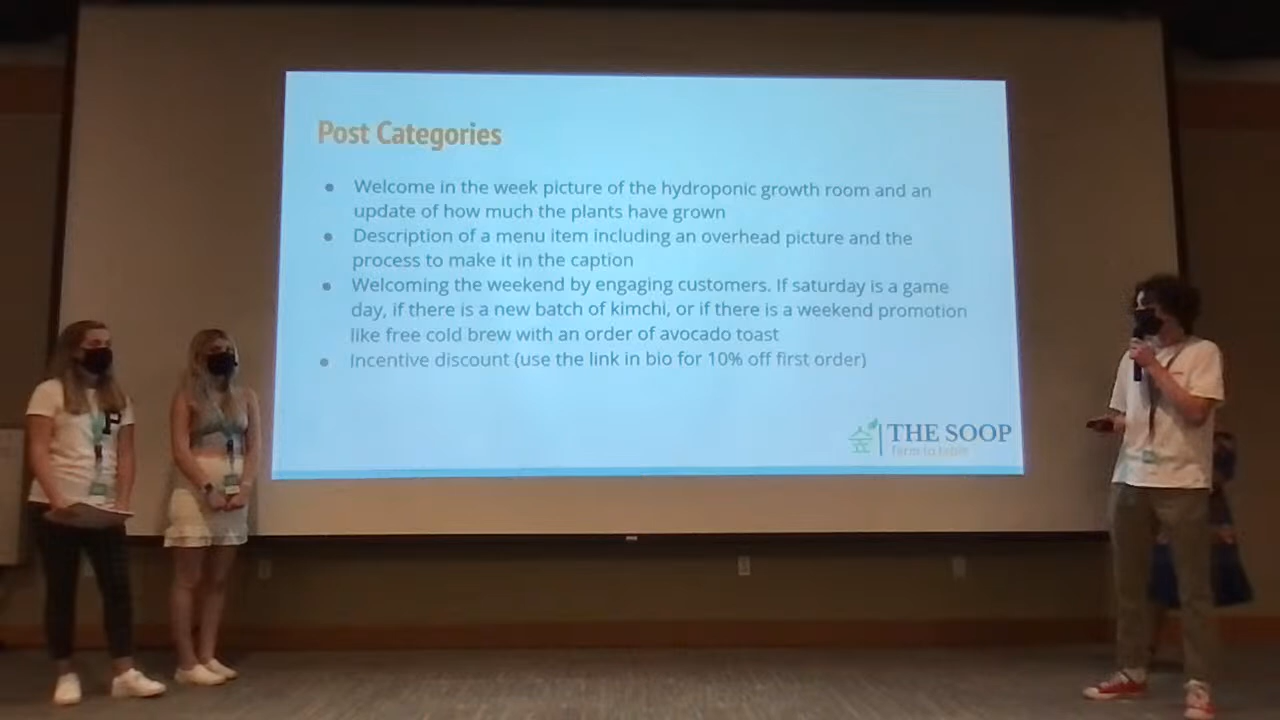 Post Categories
Welcome in the week picture of the hydroponic growth room and an
update of how much the plants have grown
Description of a menu item including an overhead picture and the
process to make it in the caption
Welcoming the weekend by engaging customers. If saturday is a game
day, if there is a new batch of kimchi, or if there is a weekend promotion
like free cold brew with an order of avocado toast
Incentive discount (use the link in bio for 10% off first order)
THE SOOP
farm to table
P